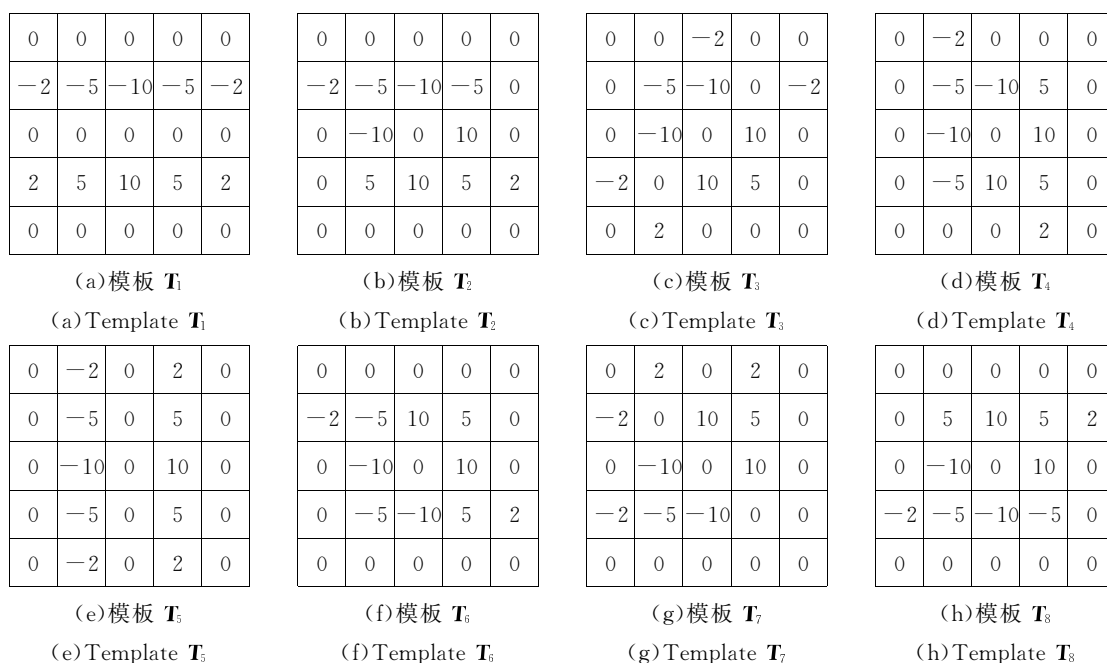 0 0 0 0 0 0 0 0 0 0 0 0 −2 0 0 0 −2 0 0 0
−2 −5 −10 −5 −2 −2 −5 −10 −5 0 0 −5 −10 0 −2 0 −5 −10 5 0
0 0 0 0 0 0 −10 0 10 0 0 −10 0 10 0 0 −10 0 10 0
2 5 10 5 2 0 5 10 5 2 −2 0 10 5 0 0 −5 10 5 0
0 0 0 0 0 0 0 0 0 0 0 2 0 0 0 0 0 0 2 0
(a)模板 T₁ (b)模板 T₂ (c)模板 T₃ (d)模板 T₄
(a)Template T₁ (b)Template T₂ (c)Template T₃ (d)Template T₄
0 −2 0 2 0 0 0 0 0 0 0 2 0 2 0 0 0 0 0 0
0 −5 0 5 0 −2 −5 10 5 0 −2 0 10 5 0 0 5 10 5 2
0 −10 0 10 0 0 −10 0 10 0 0 −10 0 10 0 0 −10 0 10 0
0 −5 0 5 0 0 −5 −10 5 2 −2 −5 −10 0 0 −2 −5 −10 −5 0
0 −2 0 2 0 0 0 0 0 0 0 0 0 0 0 0 0 0 0 0
(e)模板 T₅ (f)模板 T₆ (g)模板 T₇ (h)模板 T₈
(e)Template T₅ (f)Template T₆ (g)Template T₇ (h)Template T₈